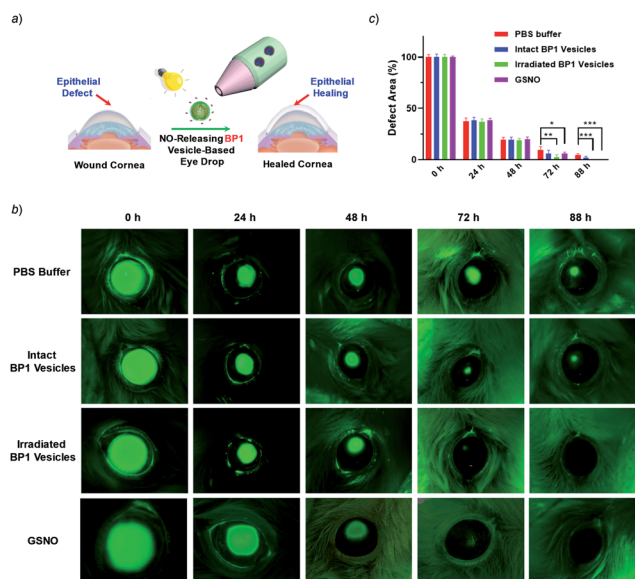 a)
Epithelial
Defect
Epithelial
Healing
NO-Releasing BP1
Vesicle-Based
Eye Drop
Wound Cornea
Healed Cornea
c)
PBS buffer
Intact BP1 Vesicles
Irradiated BP1 Vesicles
GSNO
Defect Area (%)
100
50
0
*
**
***
***
0 h
24 h
48 h
72 h
88 h
b)
0 h
24 h
48 h
72 h
88 h
PBS Buffer
Intact
BP1 Vesicles
Irradiated
BP1 Vesicles
GSNO